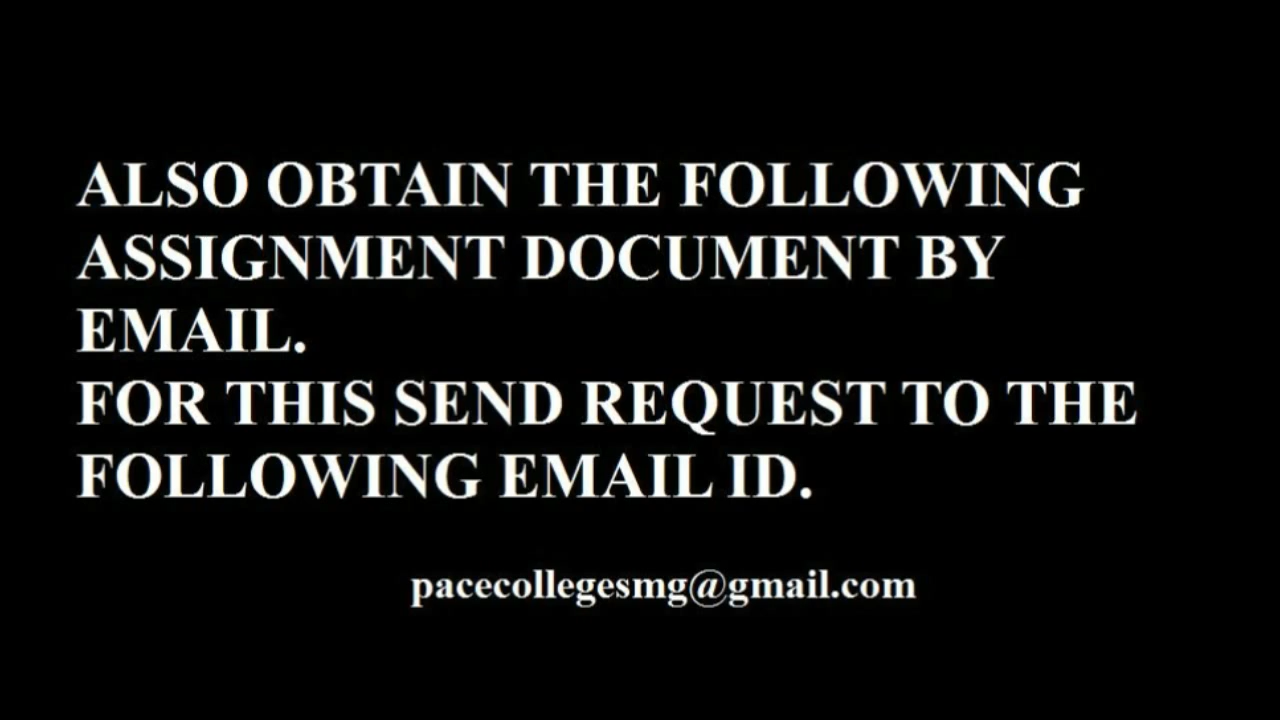 ALSO OBTAIN THE FOLLOWING
ASSIGNMENT DOCUMENT BY
EMAIL.
FOR THIS SEND REQUEST TO THE
FOLLOWING EMAIL ID.
pacecollegesmg@gmail.com